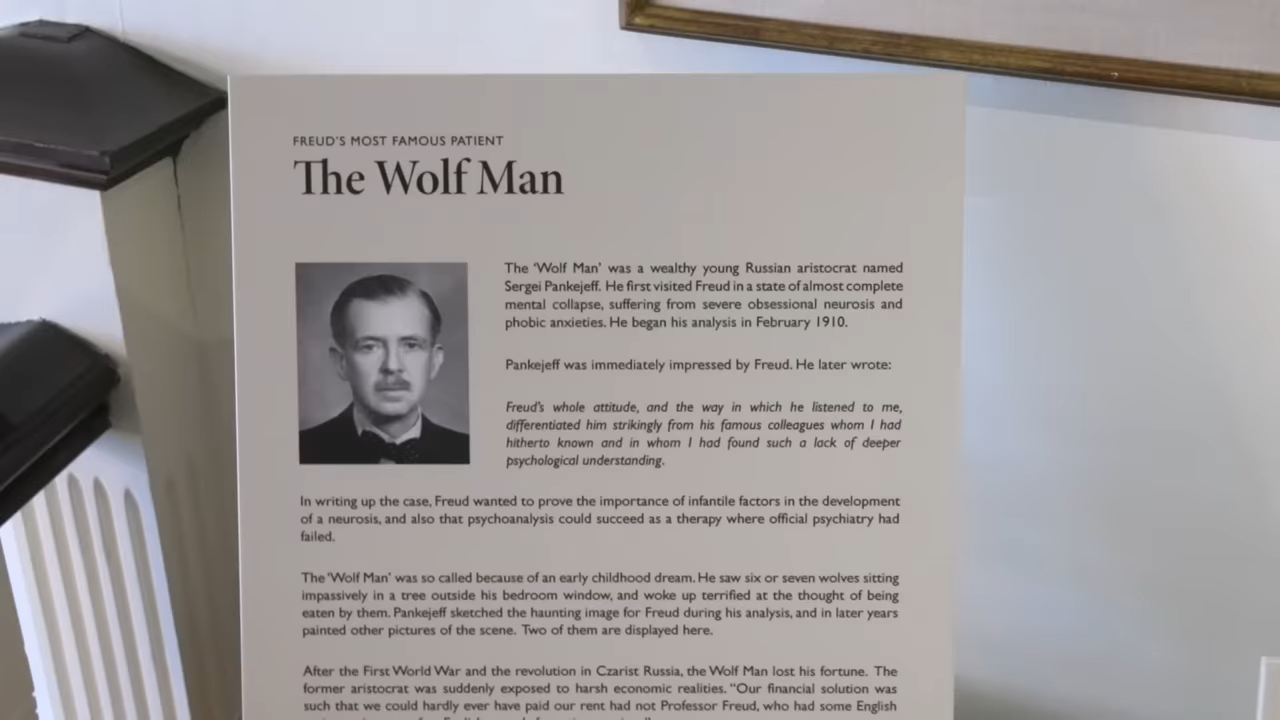 FREUD'S MOST FAMOUS PATIENT
The Wolf Man
The 'Wolf Man' was a wealthy young Russian aristocrat named
Sergei Pankejeff. He first visited Freud in a state of almost complete
mental collapse, suffering from severe obsessional neurosis and
phobic anxieties. He began his analysis in February 1910.
Pankejeff was immediately impressed by Freud. He later wrote:
Freud's whole attitude, and the way in which he listened to me,
differentiated him strikingly from his famous colleagues whom I had
hitherto known and in whom I had found such a lack of deeper
psychological understanding.
In writing up the case, Freud wanted to prove the importance of infantile factors in the development
of a neurosis, and also that psychoanalysis could succeed as a therapy where official psychiatry had
failed.
The 'Wolf Man' was so called because of an early childhood dream. He saw six or seven wolves sitting
impassively in a tree outside his bedroom window, and woke up terrified at the thought of being
eaten by them. Pankejeff sketched the haunting image for Freud during his analysis, and in later years
painted other pictures of the scene. Two of them are displayed here.
After the First World War and the revolution in Czarist Russia, the Wolf Man lost his fortune. The
former aristocrat was suddenly exposed to harsh economic realities. "Our financial solution was
such that we could hardly ever have paid our rent had not Professor Freud, who had some English